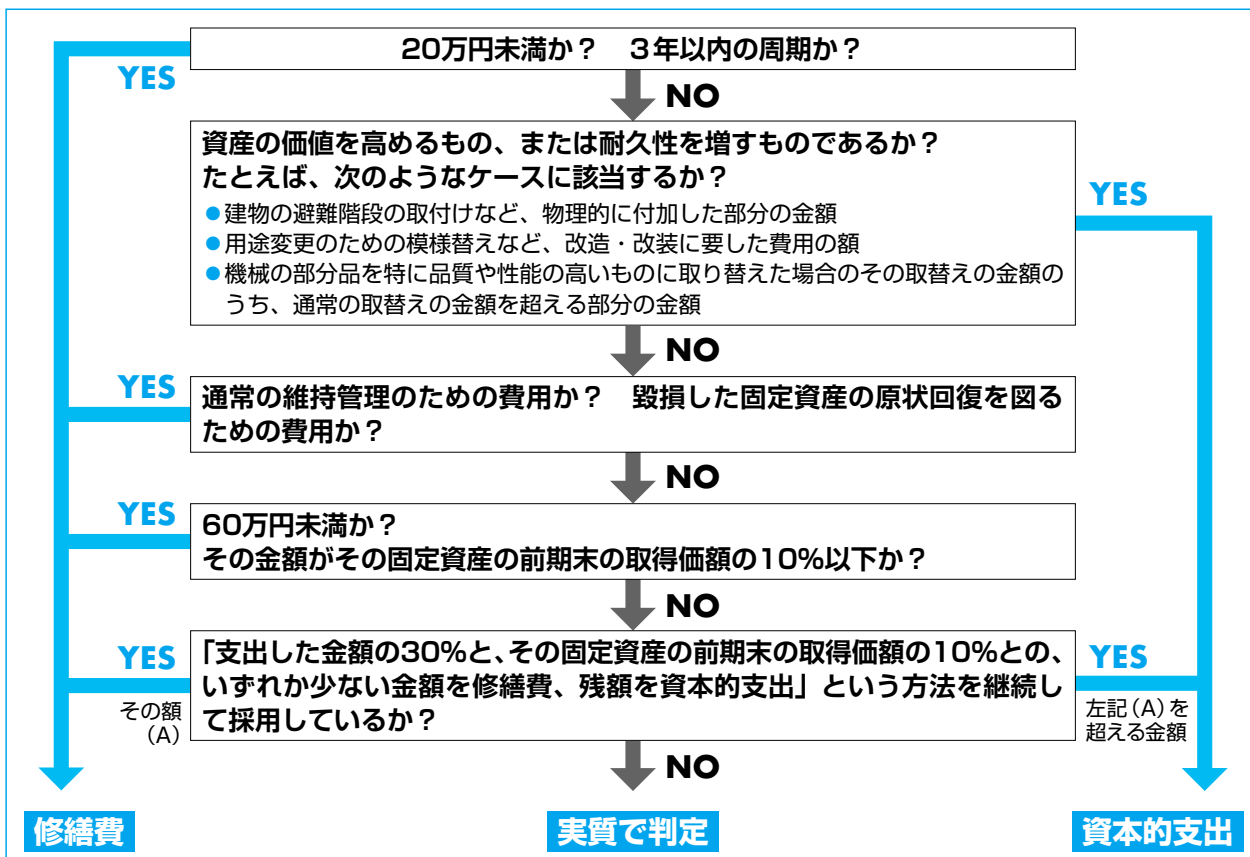 20万円未満か？　3年以内の周期か？
YES
NO
資産の価値を高めるもの、または耐久性を増すものであるか？
たとえば、次のようなケースに該当するか？
●建物の避難階段の取付けなど、物理的に付加した部分の金額
●用途変更のための模様替えなど、改造・改装に要した費用の額
●機械の部分品を特に品質や性能の高いものに取り替えた場合のその取替えの金額の
うち、通常の取替えの金額を超える部分の金額
YES
NO
YES
通常の維持管理のための費用か？　毀損した固定資産の原状回復を図る
ための費用か？
NO
YES
60万円未満か？
その金額がその固定資産の前期末の取得価額の10%以下か？
NO
YES
「支出した金額の30%と、その固定資産の前期末の取得価額の10%との、
いずれか少ない金額を修繕費、残額を資本的支出」という方法を継続し
て採用しているか？
YES
その額
（A）
左記（A）を
超える金額
NO
修繕費
実質で判定
資本的支出